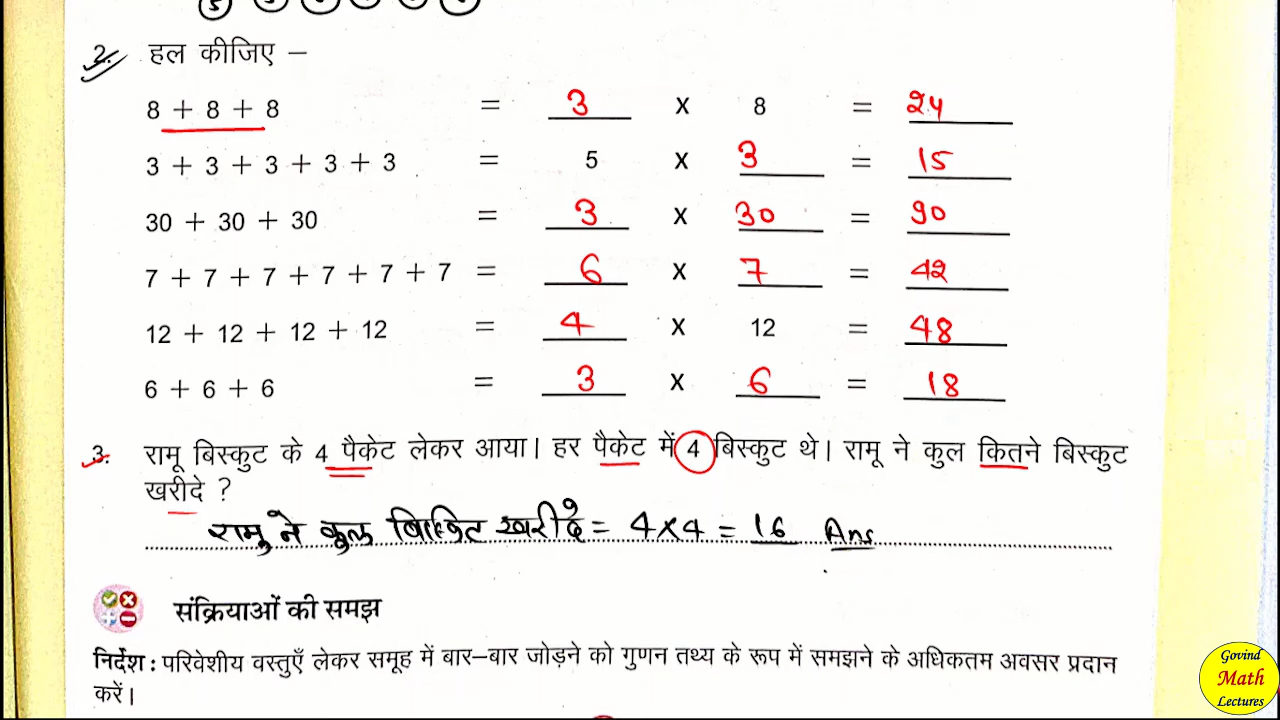 2. हल कीजिए –
8 + 8 + 8 = 3 x 8 = 24
3 + 3 + 3 + 3 + 3 = 5 x 3 = 15
30 + 30 + 30 = 3 x 30 = 90
7 + 7 + 7 + 7 + 7 + 7 = 6 x 7 = 42
12 + 12 + 12 + 12 = 4 x 12 = 48
6 + 6 + 6 = 3 x 6 = 18
3. रामू बिस्कुट के 4 पैकेट लेकर आया। हर पैकेट में 4 बिस्कुट थे। रामू ने कुल कितने बिस्कुट
खरीदे ?
रामु ने कुल खरीदे = 4×4 = 16 Ans
संक्रियाओं की समझ
निर्देश : परिवेशीय वस्तुएँ लेकर समूह में बार–बार जोड़ने को गुणन तथ्य के रूप में समझने के अधिकतम अवसर प्रदान
करें।
Govind
Math
Lectures